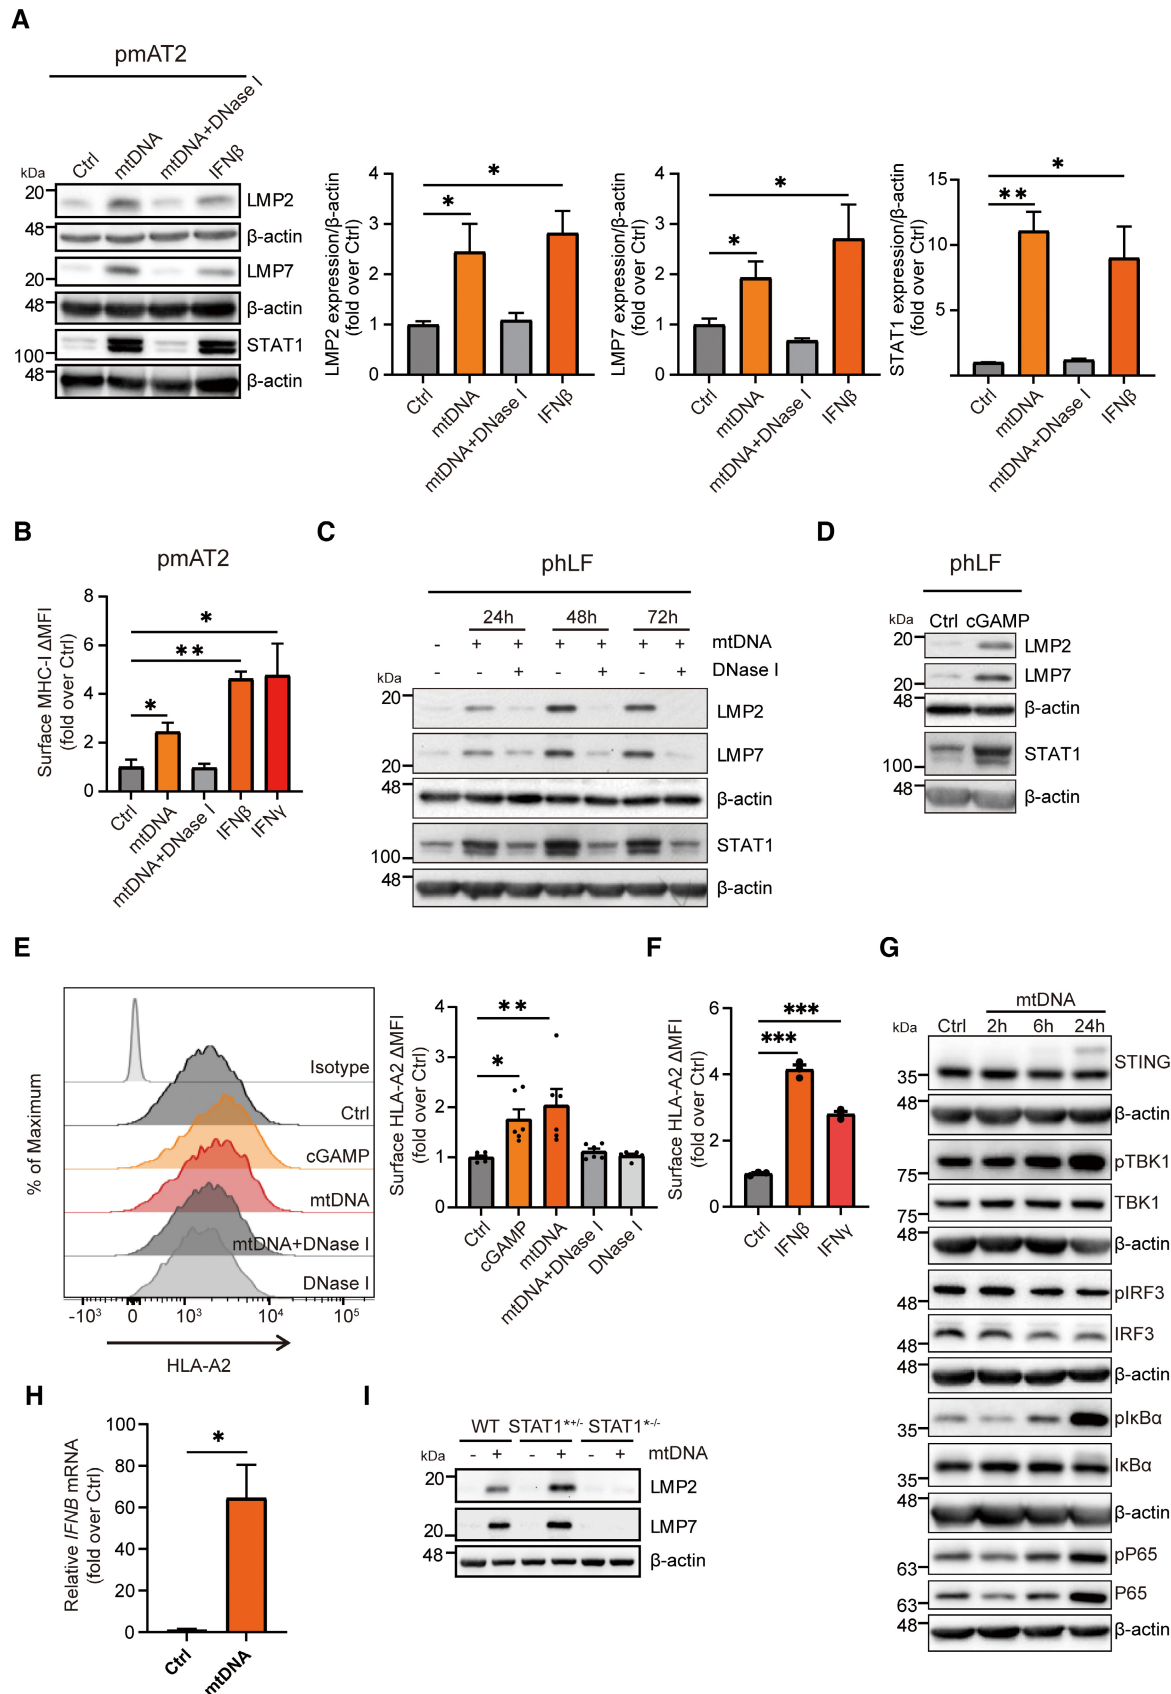 A
pmAT2
Ctrl
mtDNA
mtDNA+DNase I
IFNβ
kDa
20
LMP2
48
β-actin
20
LMP7
48
β-actin
100
STAT1
48
β-actin
LMP2 expression/β-actin
(fold over Ctrl)
4
3
2
1
0
*
*
Ctrl
mtDNA
mtDNA+DNase I
IFNβ
LMP7 expression/β-actin
(fold over Ctrl)
4
3
2
1
0
*
*
Ctrl
mtDNA
mtDNA+DNase I
IFNβ
STAT1 expression/β-actin
(fold over Ctrl)
15
10
5
*
**
Ctrl
mtDNA
mtDNA+DNase I
IFNβ
B
pmAT2
Surface MHC-I ΔMFI
(fold over Ctrl)
8
6
4
2
0
*
**
*
Ctrl
mtDNA
mtDNA+DNase I
IFNβ
IFNγ
C
phLF
24h 48h 72h
- + + + + + + mtDNA
- - + - + - + DNase I
kDa
20
LMP2
LMP7
20
48
β-actin
STAT1
100
48
β-actin
D
phLF
kDa Ctrl cGAMP
20
LMP2
LMP7
20
48
β-actin
STAT1
100
48
β-actin
E
% of Maximum
Isotype
Ctrl
cGAMP
mtDNA
mtDNA+DNase I
DNase I
-10³ 0 10³ 10⁴ 10⁵
HLA-A2
Surface HLA-A2 ΔMFI
(fold over Ctrl)
4
3
2
1
0
**
*
Ctrl
cGAMP
mtDNA
mtDNA+DNase I
DNase I
F
Surface HLA-A2 ΔMFI
(fold over Ctrl)
6
4
2
0
***
***
Ctrl
IFNβ
IFNγ
G
mtDNA
kDa Ctrl 2h 6h 24h
STING
35
48
β-actin
pTBK1
75
TBK1
75
48
β-actin
pIRF3
48
IRF3
48
48
β-actin
pIκBα
35
IκBα
35
48
β-actin
pP65
63
P65
63
48
β-actin
H
Relative IFNB mRNA
(fold over Ctrl)
100
80
60
40
20
0
*
Ctrl
mtDNA
I
WT STAT1*+/- STAT1*-/-
kDa - + - + - + mtDNA
20
LMP2
LMP7
20
48
β-actin